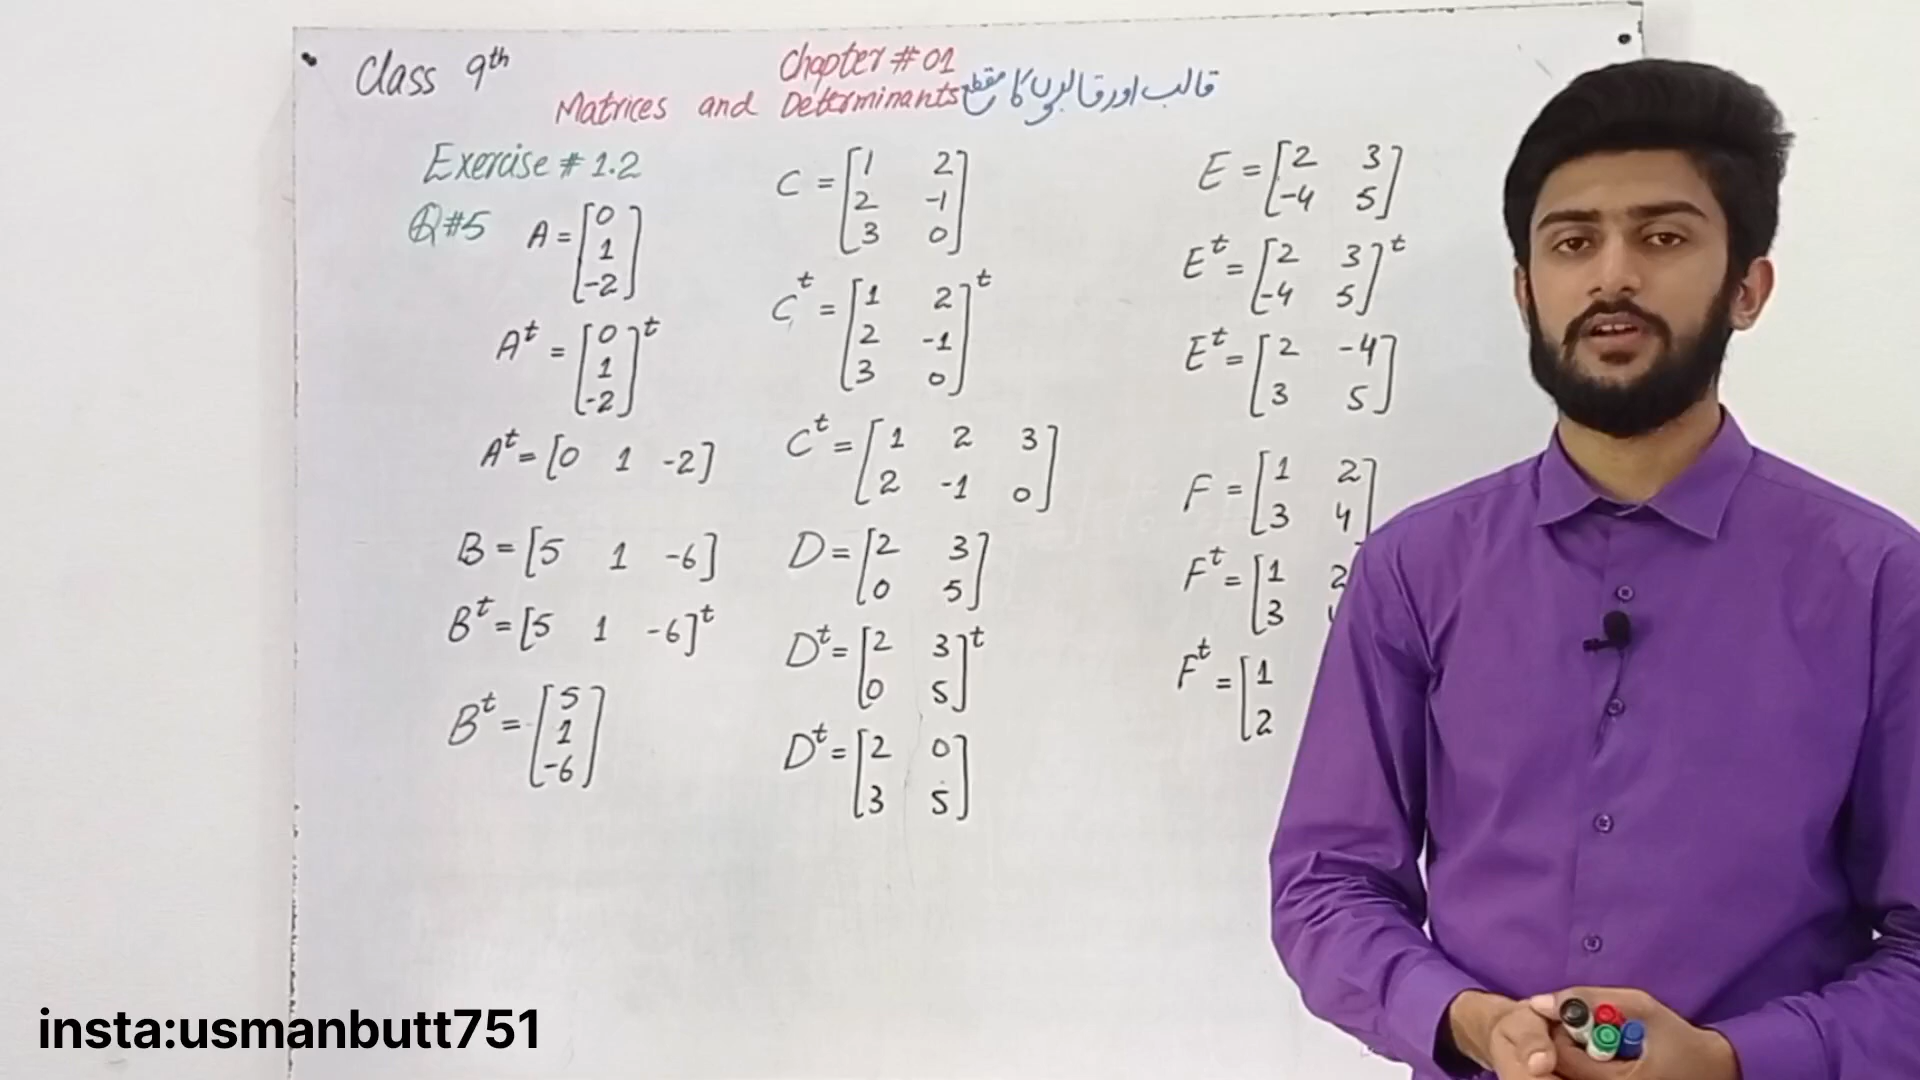 Class 9th
Chapter # 01
Matrices and Determinants قالب اور قالبوں کا مقطع
Exercise # 1.2
Q#5
A = [0
1
-2]
A^t = [0
1
-2]^t
A^t = [0 1 -2]
B = [5 1 -6]
B^t = [5 1 -6]^t
B^t = [5
1
-6]
C = [1 2
2 -1
3 0]
C^t = [1 2
2 -1
3 0]^t
C^t = [1 2 3
2 -1 0]
D = [2 3
0 5]
D^t = [2 3
0 5]^t
D^t = [2 0
3 5]
E = [2 3
-4 5]
E^t = [2 3
-4 5]^t
E^t = [2 -4
3 5]
F = [1 2
3 4]
F^t = [1 2
3
F^t = [1
2
insta:usmanbutt751